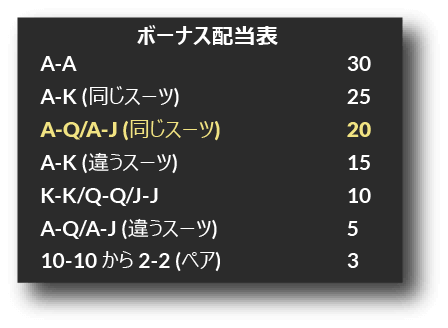 ボーナス配当表
A-A 30
A-K (同じスーツ) 25
A-Q/A-J (同じスーツ) 20
A-K (違うスーツ) 15
K-K/Q-Q/J-J 10
A-Q/A-J (違うスーツ) 5
10-10 から 2-2 (ペア) 3